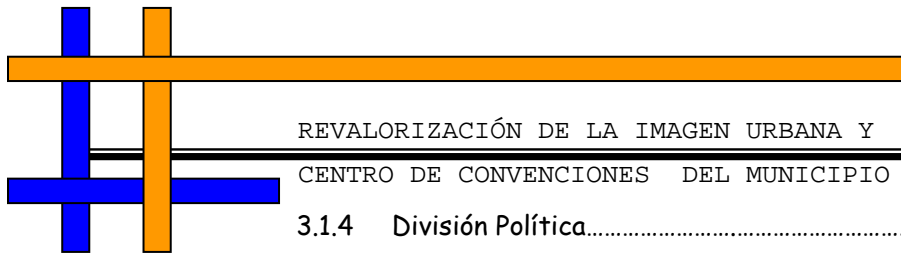 REVALORIZACIÓN DE LA IMAGEN URBANA Y
CENTRO DE CONVENCIONES  DEL MUNICIPIO
3.1.4    División Política…………………….……………………..